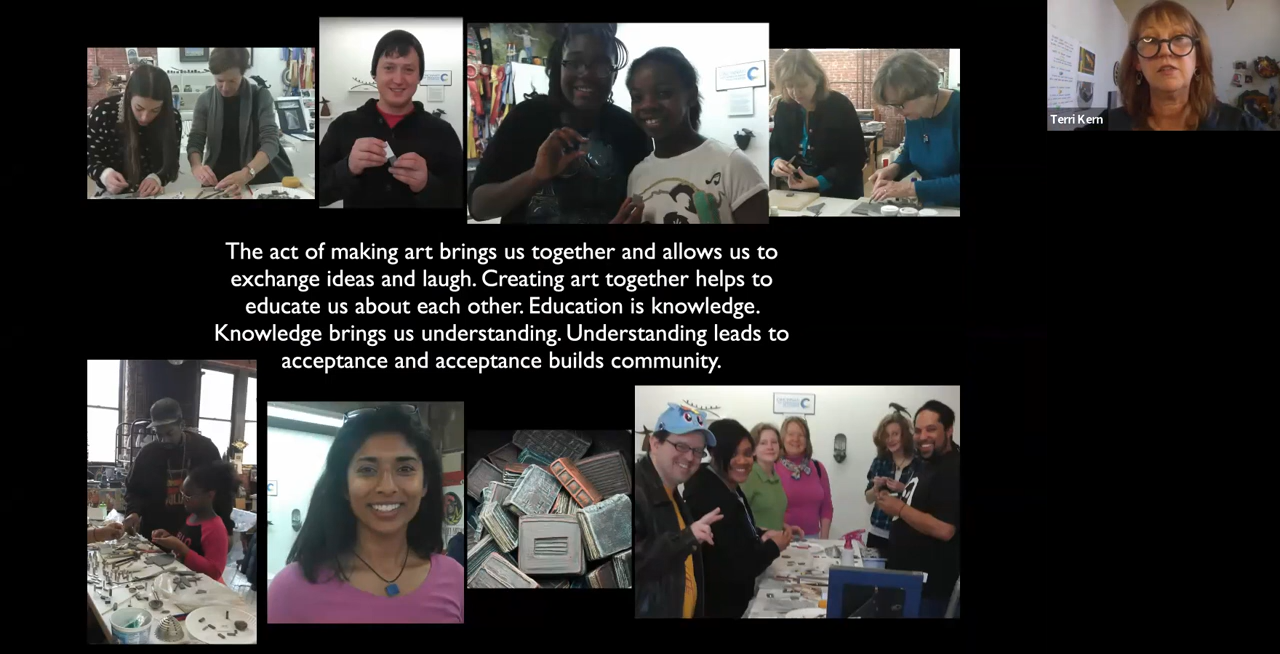 Terri Kern
The act of making art brings us together and allows us to
exchange ideas and laugh. Creating art together helps to
educate us about each other. Education is knowledge.
Knowledge brings us understanding. Understanding leads to
acceptance and acceptance builds community.